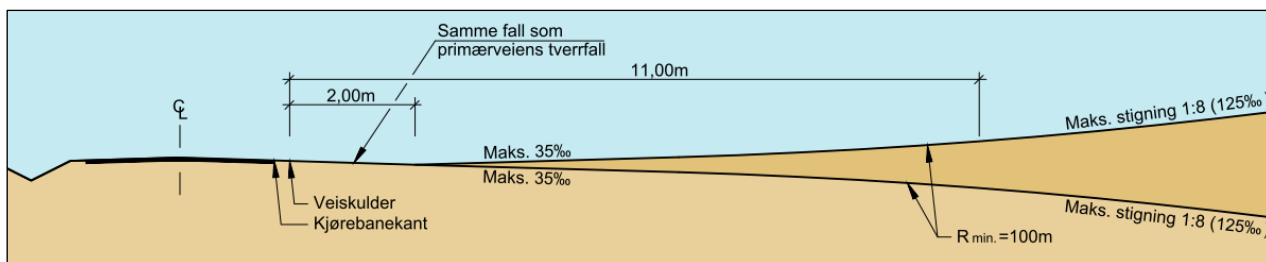 Samme fall som
primærveiens tverrfall
11,00m
2,00m
℄
Maks. stigning 1:8 (125‰)
Maks. 35‰
Maks. 35‰
Veiskulder
Kjørebanekant
Maks. stigning 1:8 (125‰)
R min.=100m